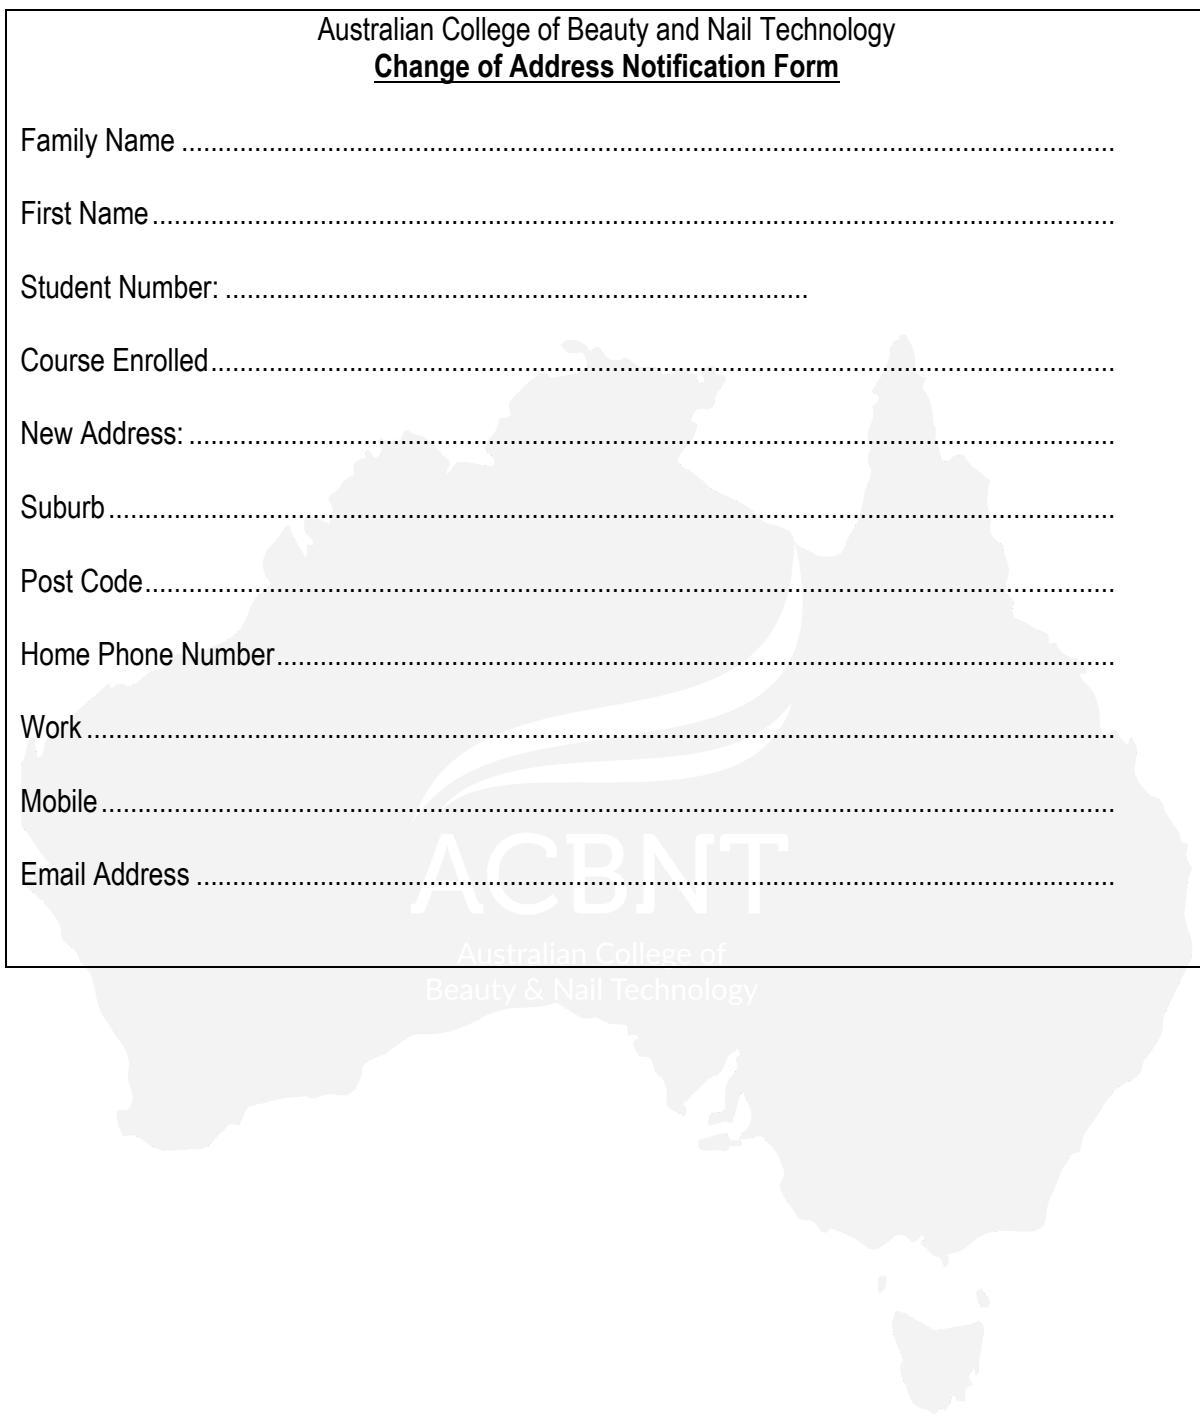 Australian College of Beauty and Nail Technology
Change of Address Notification Form
Family Name ................................................................................................................................
First Name....................................................................................................................................
Student Number: ................................................................................
Course Enrolled............................................................................................................................
New Address: ...............................................................................................................................
Suburb..........................................................................................................................................
Post Code.....................................................................................................................................
Home Phone Number...................................................................................................................
Work .............................................................................................................................................
Mobile...........................................................................................................................................
Email Address ..............................................................................................................................
ACBNT
Australian College of
Beauty & Nail Technology